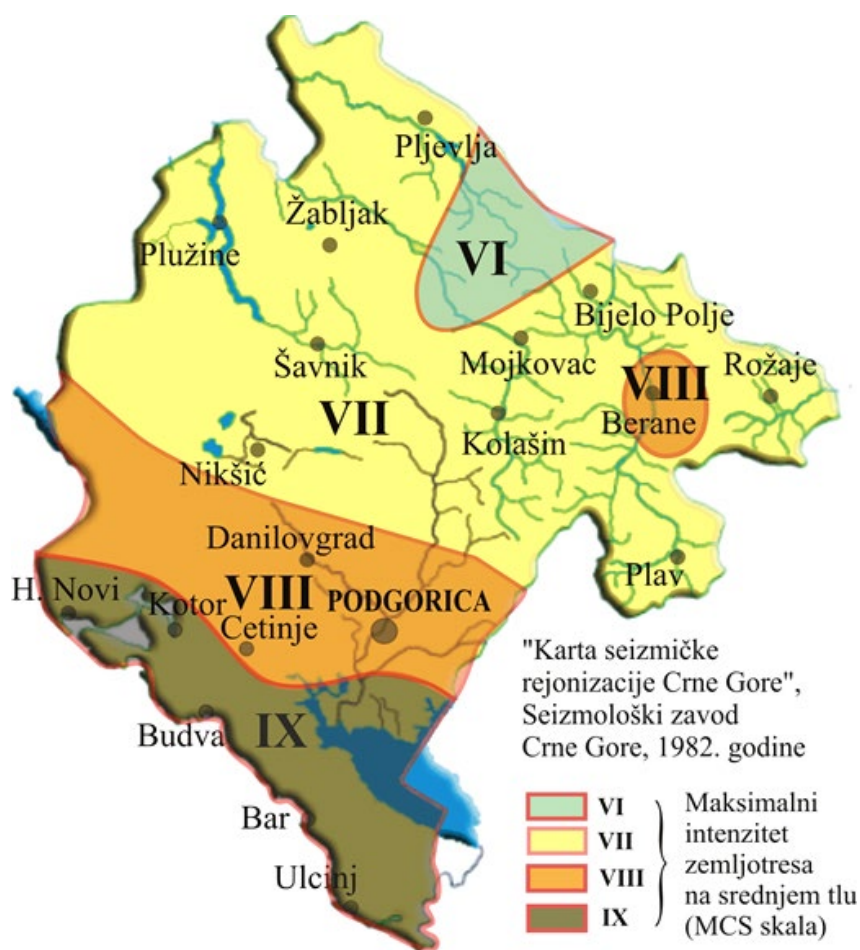 Pljevlja
Žabljak
Plužine
VI
Bijelo Polje
Šavnik
Mojkovac
VIII
Rožaje
VII
Berane
Kolašin
Nikšić
Danilovgrad
Plav
H. Novi
VIII
PODGORICA
Kotor
Cetinje
"Karta seizmičke
rejonizacije Crne Gore",
Seizmološki zavod
Crne Gore, 1982. godine
Budva
IX
Bar
Ulcinj
VI
VII
VIII
IX
Maksimalni
intenzitet
zemljotresa
na srednjem tlu
(MCS skala)